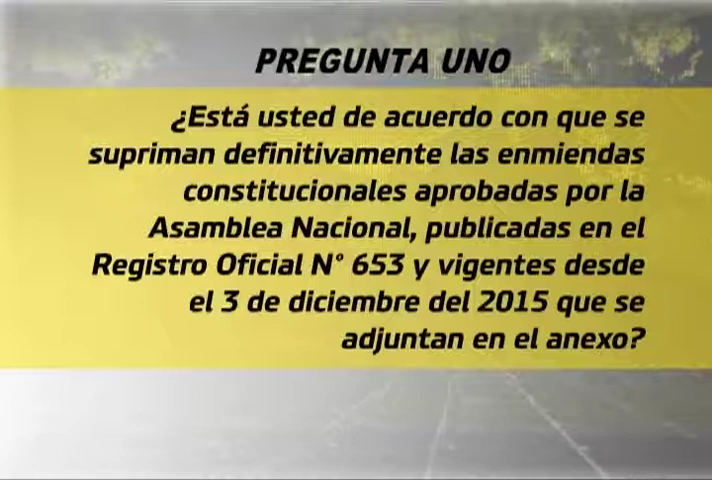 PREGUNTA UNO
¿Está usted de acuerdo con que se
supriman definitivamente las enmiendas
constitucionales aprobadas por la
Asamblea Nacional, publicadas en el
Registro Oficial N° 653 y vigentes desde
el 3 de diciembre del 2015 que se
adjuntan en el anexo?